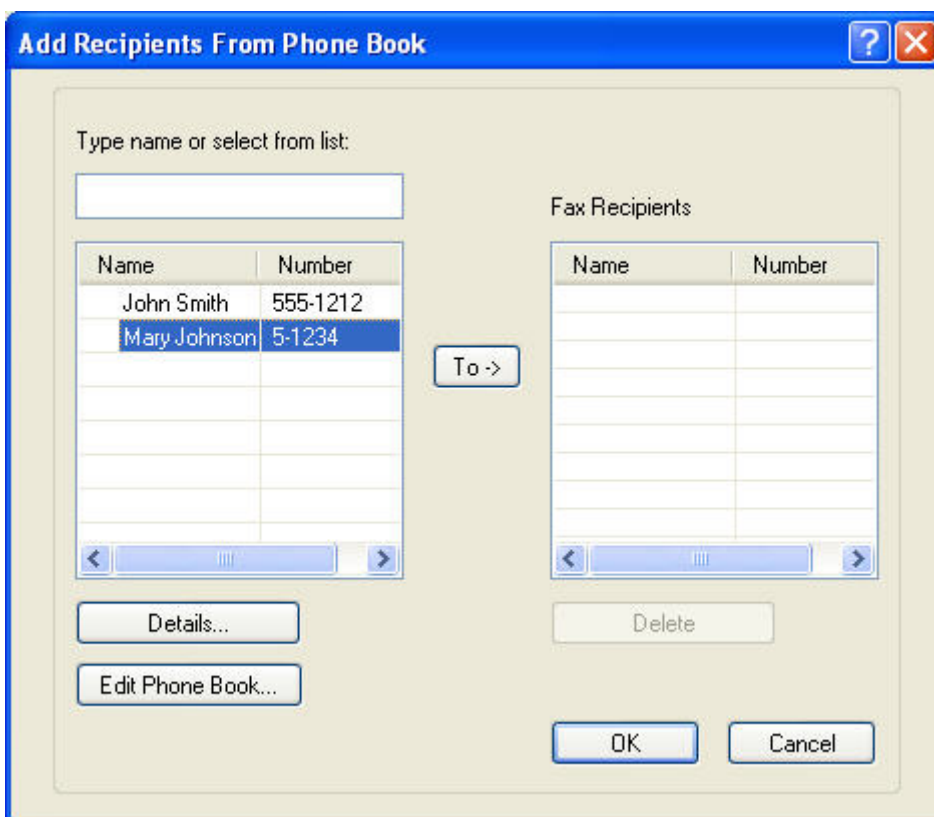 Add Recipients From Phone Book
Type name or select from list:
Fax Recipients
Name Number
John Smith 555-1212
Mary Johnson 5-1234
To ->
Name Number
Details...
Delete
Edit Phone Book...
OK Cancel